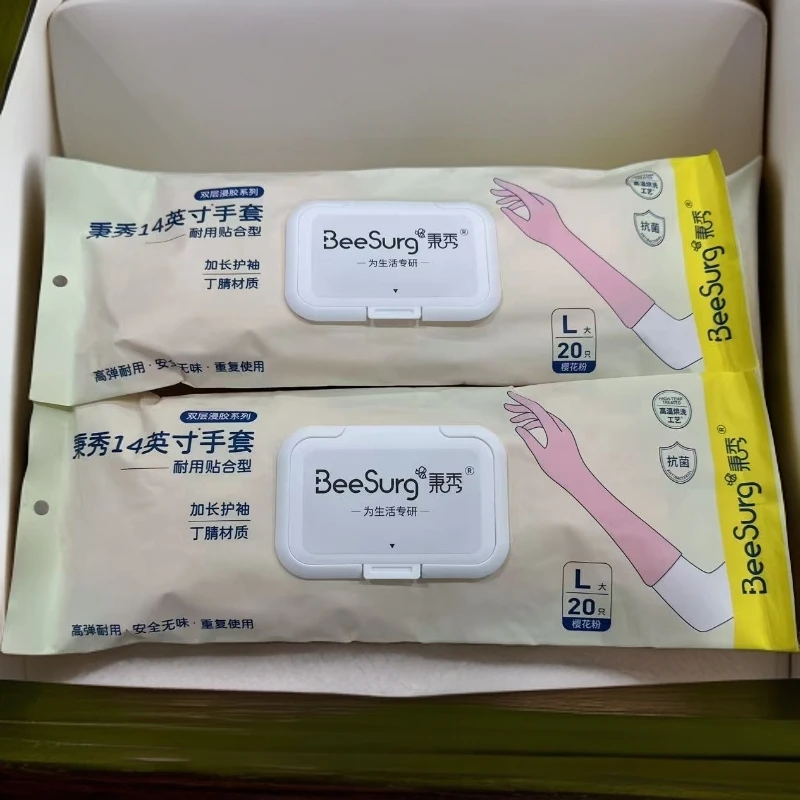 双层浸胶系列
秉秀14英寸手套
耐用贴合型
加长护袖
丁腈材质
高弹耐用·安全无味·重复使用
BeeSurg秉秀®
—为生活专研—
高温烘洗
工艺
抗菌
L大
20只
樱花粉
BeeSurg秉秀®
双层浸胶系列
秉秀14英寸手套
耐用贴合型
加长护袖
丁腈材质
高弹耐用·安全无味·重复使用
BeeSurg秉秀®
—为生活专研—
HIGH-TEMP
TREATED
高温烘洗
工艺
抗菌
L大
20只
樱花粉
BeeSurg秉秀®